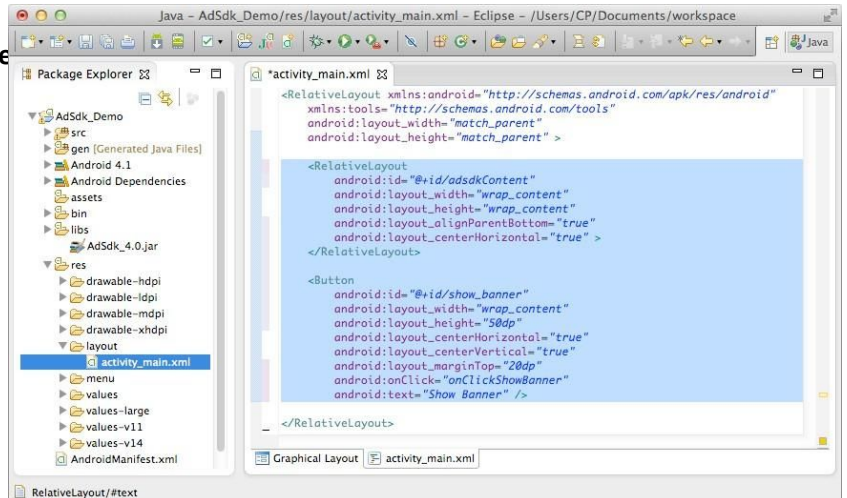 Java – AdSdk_Demo/res/layout/activity_main.xml – Eclipse – /Users/CP/Documents/workspace
Java
Package Explorer
AdSdk_Demo
src
gen [Generated Java Files]
Android 4.1
Android Dependencies
assets
bin
libs
AdSdk_4.0.jar
res
drawable-hdpi
drawable-ldpi
drawable-mdpi
drawable-xhdpi
layout
activity_main.xml
menu
values
values-large
values-v11
values-v14
AndroidManifest.xml
*activity_main.xml
<RelativeLayout xmlns:android="http://schemas.android.com/apk/res/android"
xmlns:tools="http://schemas.android.com/tools"
android:layout_width="match_parent"
android:layout_height="match_parent" >
<RelativeLayout
android:id="@+id/adsdkContent"
android:layout_width="wrap_content"
android:layout_height="wrap_content"
android:layout_alignParentBottom="true"
android:layout_centerHorizontal="true" >
</RelativeLayout>
<Button
android:id="@+id/show_banner"
android:layout_width="wrap_content"
android:layout_height="50dp"
android:layout_centerHorizontal="true"
android:layout_centerVertical="true"
android:layout_marginTop="20dp"
android:onClick="onClickShowBanner"
android:text="Show Banner" />
</RelativeLayout>
Graphical Layout
activity_main.xml
RelativeLayout/#text